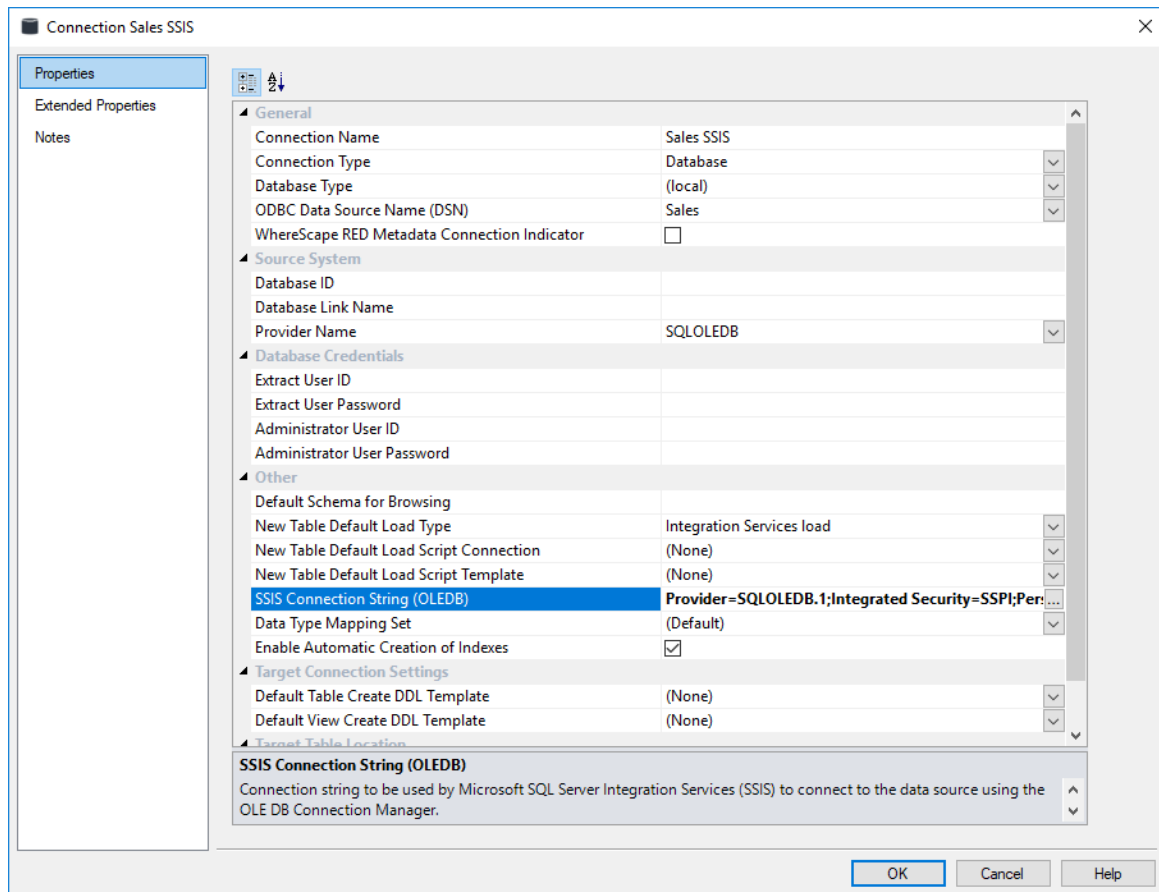 Connection Sales SSIS
Properties
Extended Properties
Notes
General
Connection Name Sales SSIS
Connection Type Database
Database Type (local)
ODBC Data Source Name (DSN) Sales
WhereScape RED Metadata Connection Indicator
Source System
Database ID
Database Link Name
Provider Name SQLOLEDB
Database Credentials
Extract User ID
Extract User Password
Administrator User ID
Administrator User Password
Other
Default Schema for Browsing
New Table Default Load Type Integration Services load
New Table Default Load Script Connection (None)
New Table Default Load Script Template (None)
SSIS Connection String (OLEDB) Provider=SQLOLEDB.1;Integrated Security=SSPI;Per: ...
Data Type Mapping Set (Default)
Enable Automatic Creation of Indexes
Target Connection Settings
Default Table Create DDL Template (None)
Default View Create DDL Template (None)
Target Table Location
SSIS Connection String (OLEDB)
Connection string to be used by Microsoft SQL Server Integration Services (SSIS) to connect to the data source using the
OLE DB Connection Manager.
OK Cancel Help